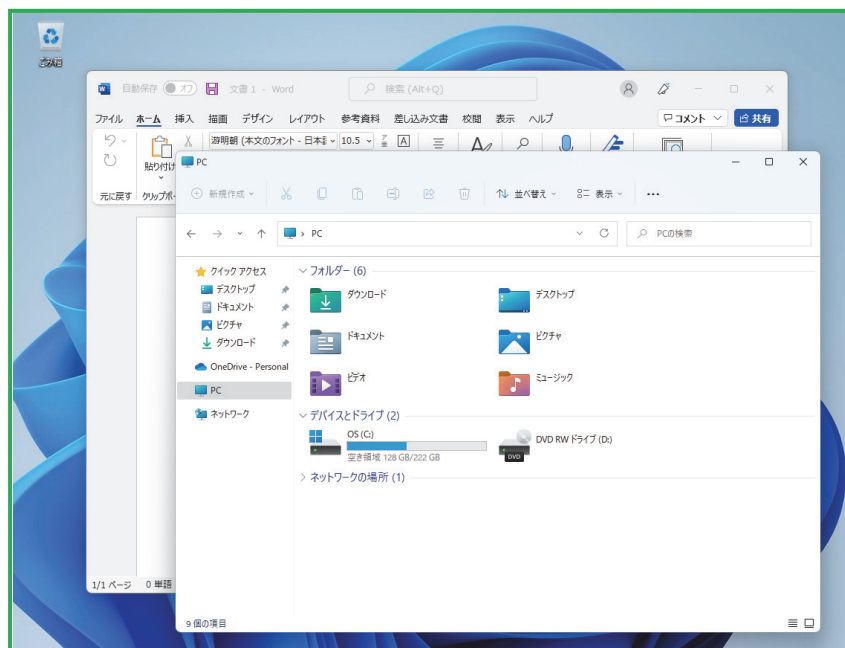 ごみ箱
自動保存 オフ 文書 1 - Word 検索 (Alt+Q)
ファイル ホーム 挿入 描画 デザイン レイアウト 参考資料 差し込み文書 校閲 表示 ヘルプ コメント 共有
貼り付け 游明朝 (本文のフォント - 日本語 10.5 A
元に戻す クリップボー
PC
新規作成 並べ替え 表示 ...
PC PCの検索
クイック アクセス
デスクトップ
ドキュメント
ピクチャ
ダウンロード
OneDrive - Personal
PC
ネットワーク
フォルダー (6)
ダウンロード デスクトップ
ドキュメント ピクチャ
ビデオ ミュージック
デバイスとドライブ (2)
OS (C:)
空き領域 128 GB/222 GB
DVD RW ドライブ (D:)
DVD
ネットワークの場所 (1)
1/1 ページ 0 単語
9 個の項目